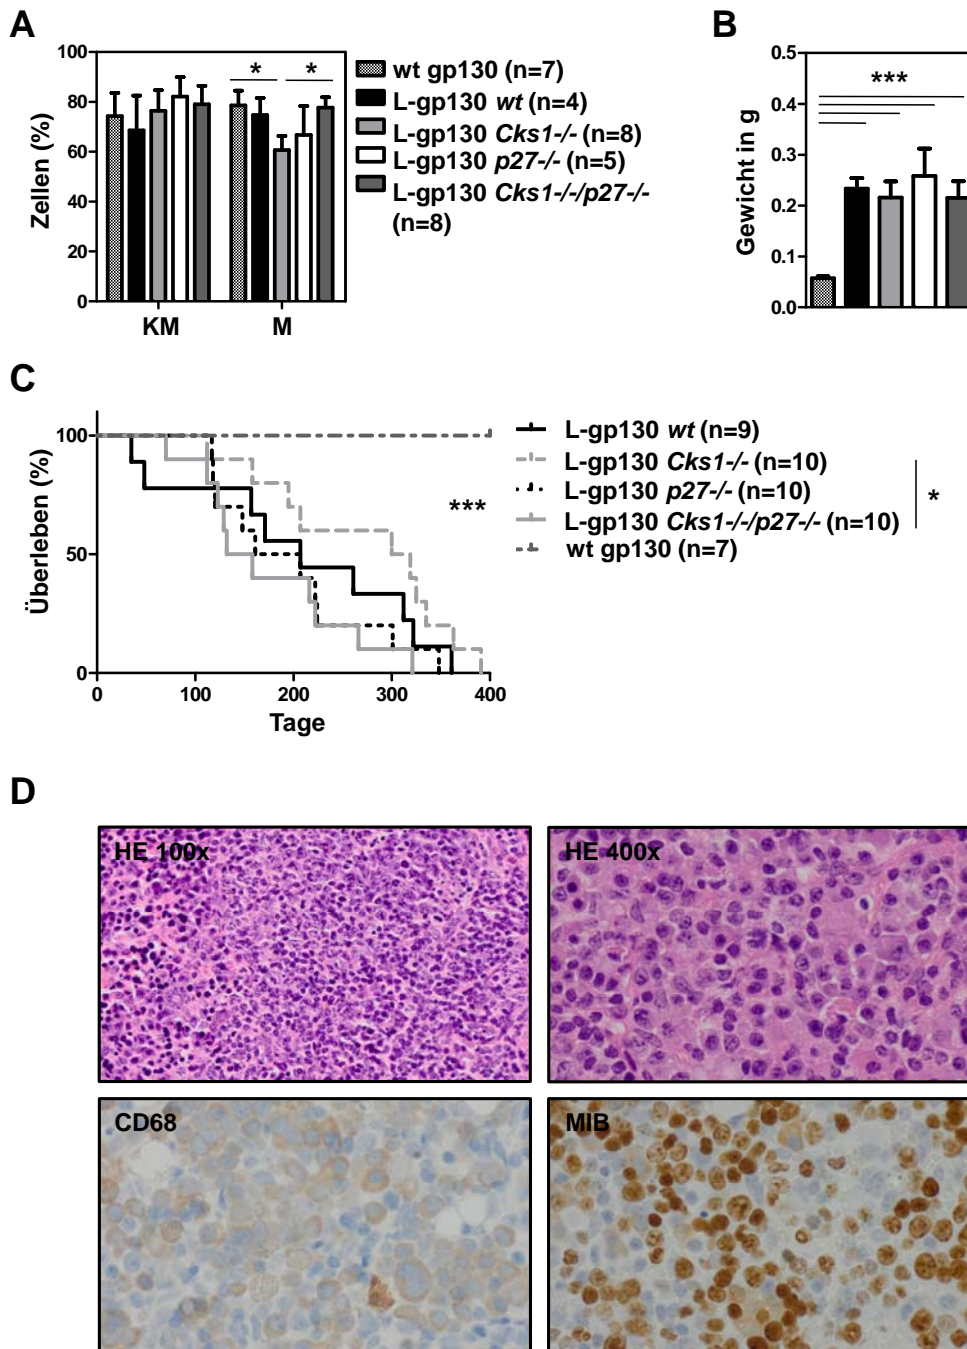 A
Zellen (%)
100
80
60
40
20
0
* *
KM M
wt gp130 (n=7)
L-gp130 wt (n=4)
L-gp130 Cks1-/- (n=8)
L-gp130 p27-/- (n=5)
L-gp130 Cks1-/-/p27-/-
(n=8)
B
Gewicht in g
0.5
0.4
0.3
0.2
0.1
0.0
***
C
Überleben (%)
100
50
0
0 100 200 300 400
Tage
***
L-gp130 wt (n=9)
L-gp130 Cks1-/- (n=10)
L-gp130 p27-/- (n=10)
L-gp130 Cks1-/-/p27-/- (n=10)
wt gp130 (n=7)
*
D
HE 100x
HE 400x
CD68
MIB